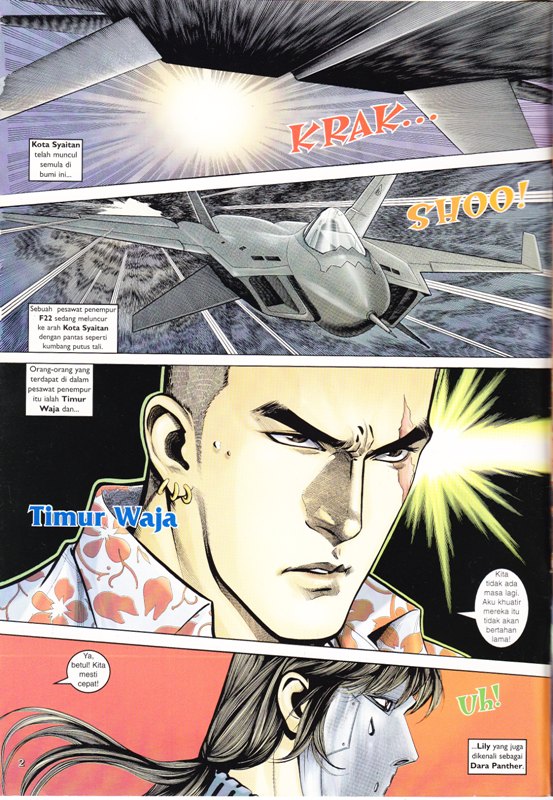 KRAK...
Kota Syaitan
telah muncul
semula di
bumi ini...
SHOO!
Sebuah pesawat penempur
F22 sedang meluncur
ke arah Kota Syaitan
dengan pantas seperti
kumbang putus tali.
Orang-orang yang
terdapat di dalam
pesawat penempur
itu ialah Timur
Waja dan...
Timur Waja
Kita
tidak ada
masa lagi.
Aku khuatir
mereka itu
tidak akan
bertahan
lama!
Ya,
betul! Kita
mesti
cepat!
Uh!
...Lily yang juga
dikenali sebagai
Dara Panther.
2